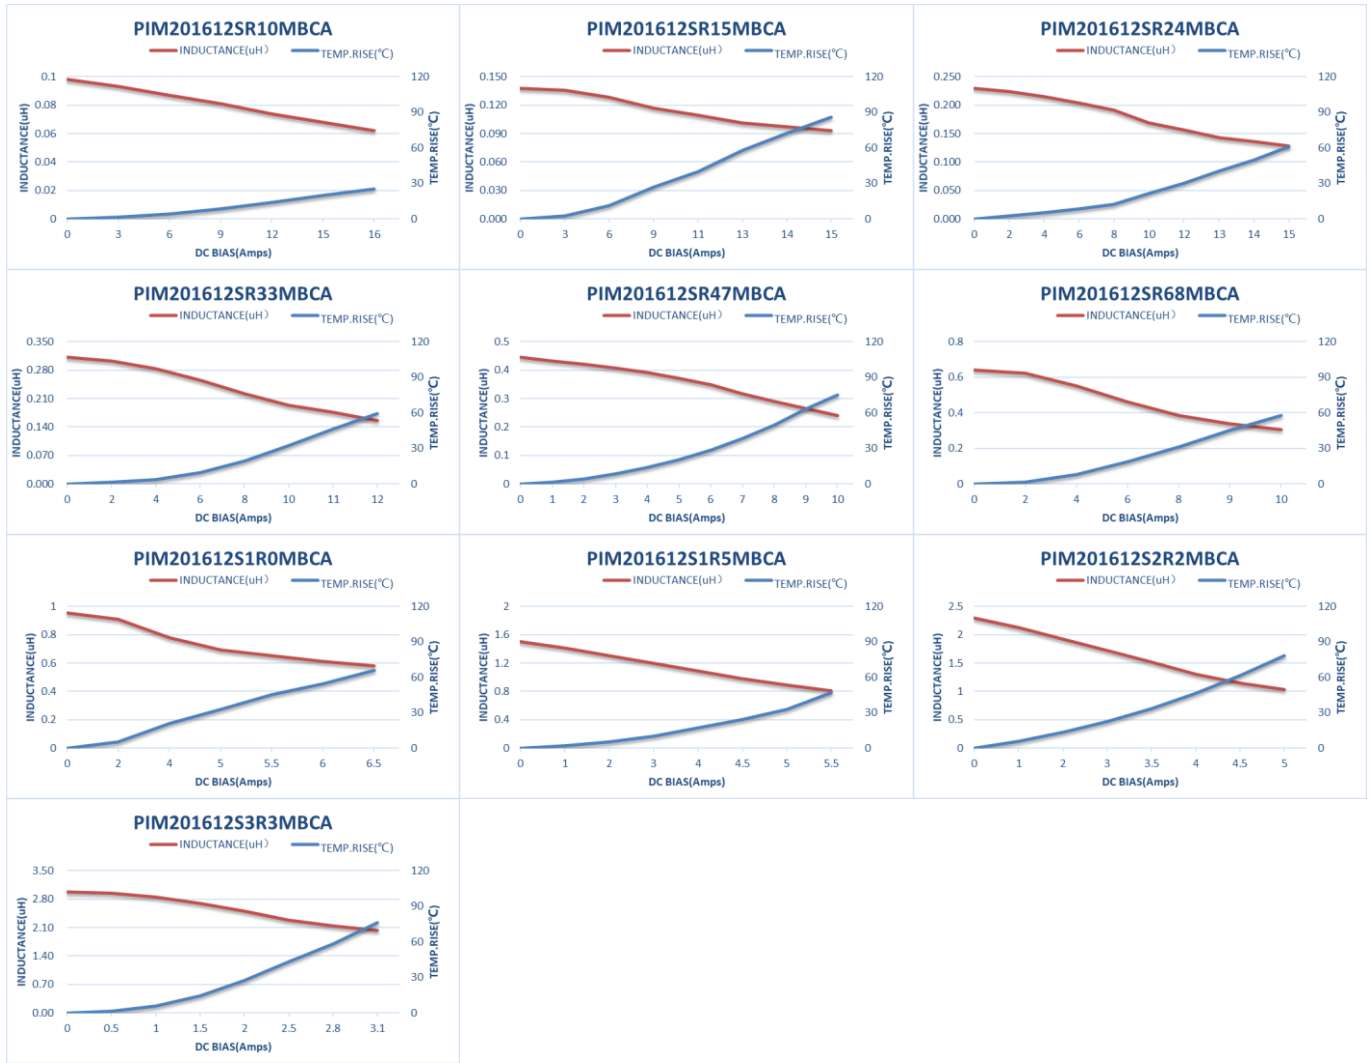 PIM201612SR10MBCA
INDUCTANCE(uH) TEMP.RISE(℃)
0.1 120
0.08 90
0.06 60
0.04
0.02 30
0 0
0 3 6 9 12 15 16
INDUCTANCE(uH)
TEMP.RISE(℃)
DC BIAS(Amps)
PIM201612SR15MBCA
INDUCTANCE(uH) TEMP.RISE(℃)
0.150 120
0.120 90
0.090 60
0.060
0.030 30
0.000 0
0 3 6 9 11 13 14 15
INDUCTANCE(uH)
TEMP.RISE(℃)
DC BIAS(Amps)
PIM201612SR24MBCA
INDUCTANCE(uH) TEMP.RISE(℃)
0.250 120
0.200 90
0.150 60
0.100
0.050 30
0.000 0
0 2 4 6 8 10 12 13 14 15
INDUCTANCE(uH)
TEMP.RISE(℃)
DC BIAS(Amps)
PIM201612SR33MBCA
INDUCTANCE(uH) TEMP.RISE(℃)
0.350 120
0.280 90
0.210 60
0.140
0.070 30
0.000 0
0 2 4 6 8 10 11 12
INDUCTANCE(uH)
TEMP.RISE(℃)
DC BIAS(Amps)
PIM201612SR47MBCA
INDUCTANCE(uH) TEMP.RISE(℃)
0.5 120
0.4 90
0.3 60
0.2
0.1 30
0 0
0 1 2 3 4 5 6 7 8 9 10
INDUCTANCE(uH)
TEMP.RISE(℃)
DC BIAS(Amps)
PIM201612SR68MBCA
INDUCTANCE(uH) TEMP.RISE(℃)
0.8 120
0.6 90
0.4 60
0.2 30
0 0
0 2 4 6 8 9 10
INDUCTANCE(uH)
TEMP.RISE(℃)
DC BIAS(Amps)
PIM201612S1R0MBCA
INDUCTANCE(uH) TEMP.RISE(℃)
1 120
0.8 90
0.6 60
0.4
0.2 30
0 0
0 2 4 5 5.5 6 6.5
INDUCTANCE(uH)
TEMP.RISE(℃)
DC BIAS(Amps)
PIM201612S1R5MBCA
INDUCTANCE(uH) TEMP.RISE(℃)
2 120
1.6 90
1.2 60
0.8
0.4 30
0 0
0 1 2 3 4 4.5 5 5.5
INDUCTANCE(uH)
TEMP.RISE(℃)
DC BIAS(Amps)
PIM201612S2R2MBCA
INDUCTANCE(uH) TEMP.RISE(℃)
2.5 120
2 90
1.5 60
1
0.5 30
0 0
0 1 2 3 3.5 4 4.5 5
INDUCTANCE(uH)
TEMP.RISE(℃)
DC BIAS(Amps)
PIM201612S3R3MBCA
INDUCTANCE(uH) TEMP.RISE(℃)
3.50 120
2.80 90
2.10 60
1.40
0.70 30
0.00 0
0 0.5 1 1.5 2 2.5 2.8 3.1
INDUCTANCE(uH)
TEMP.RISE(℃)
DC BIAS(Amps)